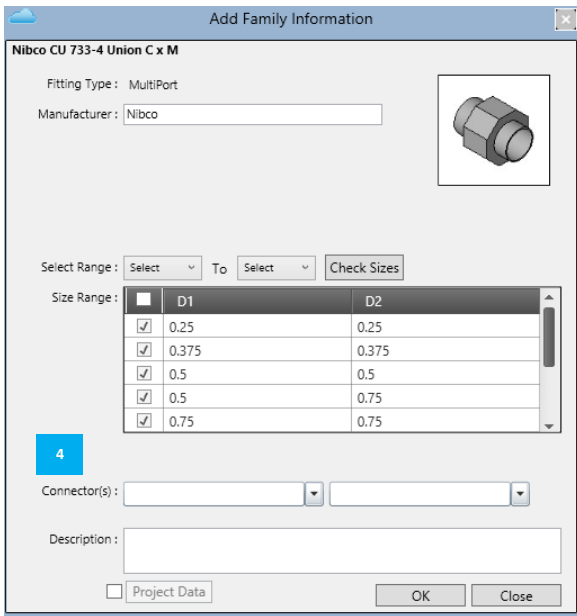 Add Family Information
Nibco CU 733-4 Union C x M
Fitting Type : MultiPort
Manufacturer : Nibco
Select Range : Select To Select Check Sizes
Size Range : D1 D2
0.25 0.25
0.375 0.375
0.5 0.5
0.5 0.75
0.75 0.75
4
Connector(s) :
Description :
Project Data OK Close